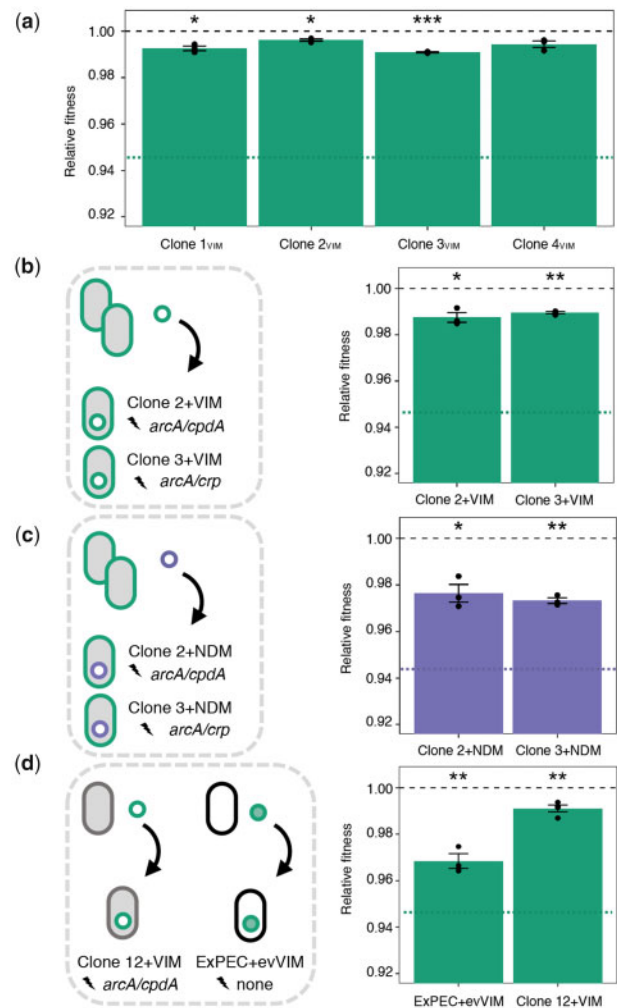 (a)
Relative fitness
1.00
0.98
0.96
0.94
0.92
* * *** *
Clone 1VIM Clone 2VIM Clone 3VIM Clone 4VIM
(b)
Clone 2+VIM
arcA/cpdA
Clone 3+VIM
arcA/crp
Relative fitness
1.00
0.98
0.96
0.94
0.92
* **
Clone 2+VIM Clone 3+VIM
(c)
Clone 2+NDM
arcA/cpdA
Clone 3+NDM
arcA/crp
Relative fitness
1.00
0.98
0.96
0.94
0.92
* **
Clone 2+NDM Clone 3+NDM
(d)
Clone 12+VIM ExPEC+evVIM
arcA/cpdA none
Relative fitness
1.00
0.98
0.96
0.94
0.92
** **
ExPEC+evVIM Clone 12+VIM